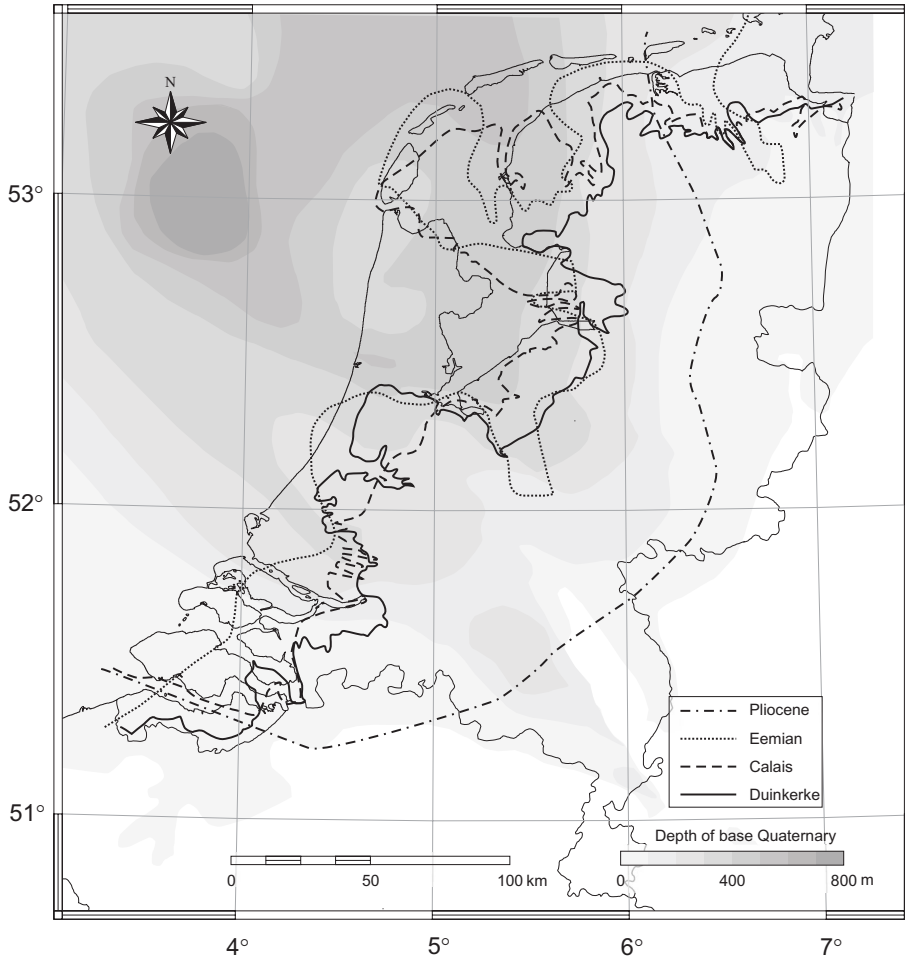 N
53°
52°
51°
Pliocene
Eemian
Calais
Duinkerke
Depth of base Quaternary
0 50 100 km
0 400 800 m
4° 5° 6° 7°